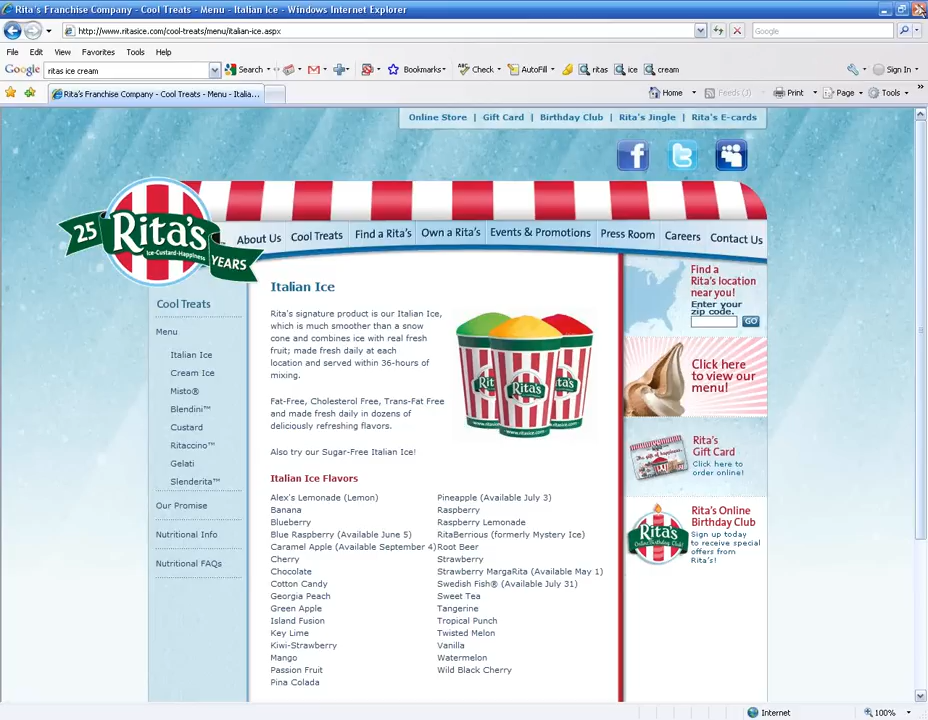 Rita's Franchise Company - Cool Treats - Menu - Italian Ice - Windows Internet Explorer
http://www.ritasice.com/cool-treats/menu/italian-ice.aspx
Google
File Edit View Favorites Tools Help
Google ritas ice cream Search Bookmarks Check AutoFill ritas ice cream Sign In
Rita's Franchise Company - Cool Treats - Menu - Italia... Home Feeds (J) Print Page Tools
Online Store | Gift Card | Birthday Club | Rita's Jingle | Rita's E-cards
25 Rita's Ice-Custard-Happiness YEARS
About Us Cool Treats Find a Rita's Own a Rita's Events & Promotions Press Room Careers Contact Us
Cool Treats
Menu
Italian Ice
Cream Ice
Misto®
Blendini™
Custard
Ritaccino™
Gelati
Slenderita™
Our Promise
Nutritional Info
Nutritional FAQs
Italian Ice
Rita's signature product is our Italian Ice,
which is much smoother than a snow
cone and combines ice with real fresh
fruit; made fresh daily at each
location and served within 36-hours of
mixing.
Fat-Free, Cholesterol Free, Trans-Fat Free
and made fresh daily in dozens of
deliciously refreshing flavors.
Also try our Sugar-Free Italian Ice!
Italian Ice Flavors
Alex's Lemonade (Lemon)
Banana
Blueberry
Blue Raspberry (Available June 5)
Caramel Apple (Available September 4)
Cherry
Chocolate
Cotton Candy
Georgia Peach
Green Apple
Island Fusion
Key Lime
Kiwi-Strawberry
Mango
Passion Fruit
Pina Colada
Pineapple (Available July 3)
Raspberry
Raspberry Lemonade
RitaBerrious (formerly Mystery Ice)
Root Beer
Strawberry
Strawberry MargaRita (Available May 1)
Swedish Fish® (Available July 31)
Sweet Tea
Tangerine
Tropical Punch
Twisted Melon
Vanilla
Watermelon
Wild Black Cherry
Rita's
Find a
Rita's location
near you!
Enter your
zip code.
GO
Click here
to view our
menu!
Rita's
Gift Card
Click here to
order online!
Rita's Online
Birthday Club
Sign up today
to receive special
offers from
Rita's!
Rita's
Internet 100%